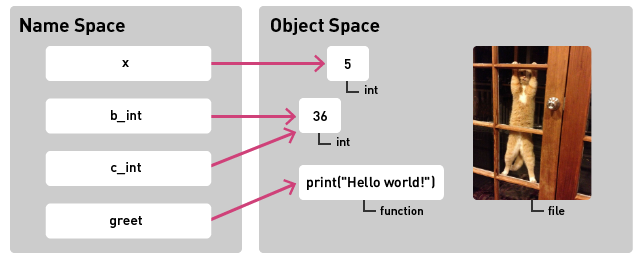 Name Space
x
b_int
c_int
greet
Object Space
5
int
36
int
print("Hello world!")
function
file